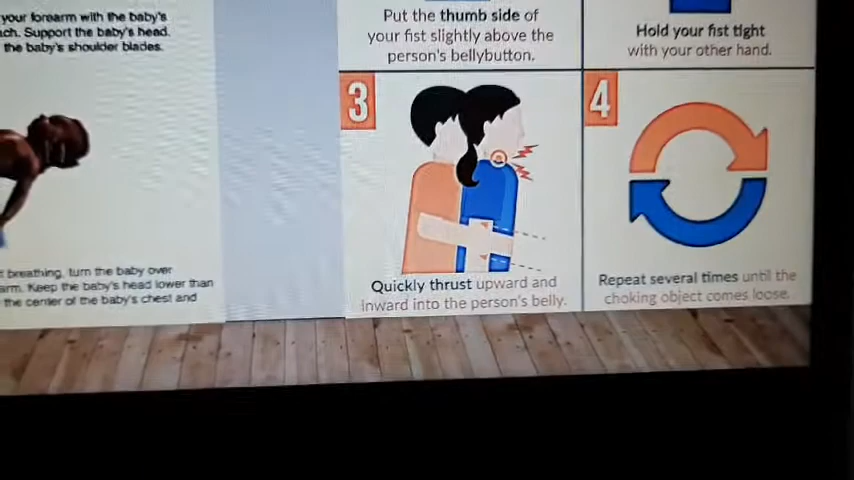 your forearm with the baby's
ach. Support the baby's head.
the baby's shoulder blades.
breathing, turn the baby over
arm. Keep the baby's head lower than
the center of the baby's chest and
Put the thumb side of
your fist slightly above the
person's bellybutton.
Hold your fist tight
with your other hand.
3
Quickly thrust upward and
inward into the person's belly.
4
Repeat several times until the
choking object comes loose.